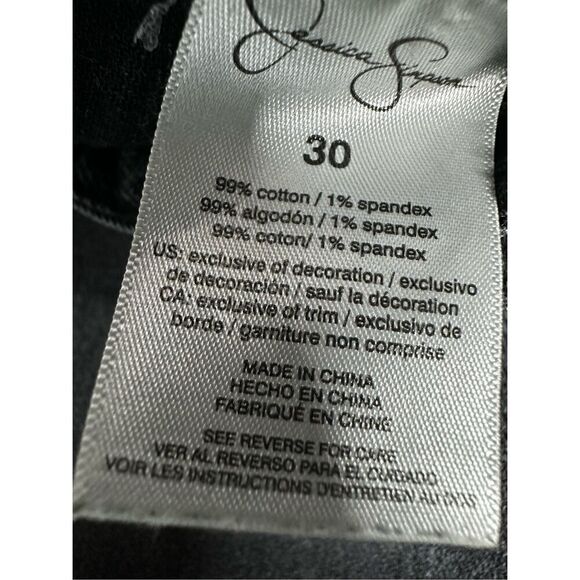 Jessica Simpson
30
99% cotton / 1% spandex
99% algodón / 1% spandex
99% coton/ 1% spandex
US: exclusive of decoration / exclusivo
de decoración / sauf la décoration
CA: exclusive of trim / exclusivo de
borde / garniture non comprise
MADE IN CHINA
HECHO EN CHINA
FABRIQUÉ EN CHINE
SEE REVERSE FOR CARE
VER AL REVERSO PARA EL CUIDADO
VOIR LES INSTRUCTIONS D'ENTRETIEN AU DOS